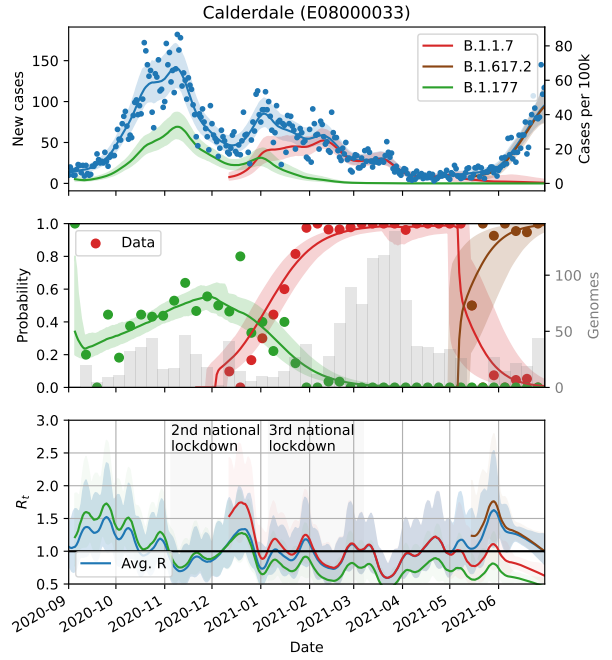 Calderdale (E08000033)
New cases
150
100
50
0
B.1.1.7
B.1.617.2
B.1.177
80
60
40
20
0
Cases per 100k
Probability
1.0
0.8
0.6
0.4
0.2
0.0
Data
100
50
0
Genomes
R_t
3.0
2.5
2.0
1.5
1.0
0.5
2nd national
lockdown
3rd national
lockdown
Avg. R
2020-09
2020-10
2020-11
2020-12
2021-01
2021-02
2021-03
2021-04
2021-05
2021-06
Date